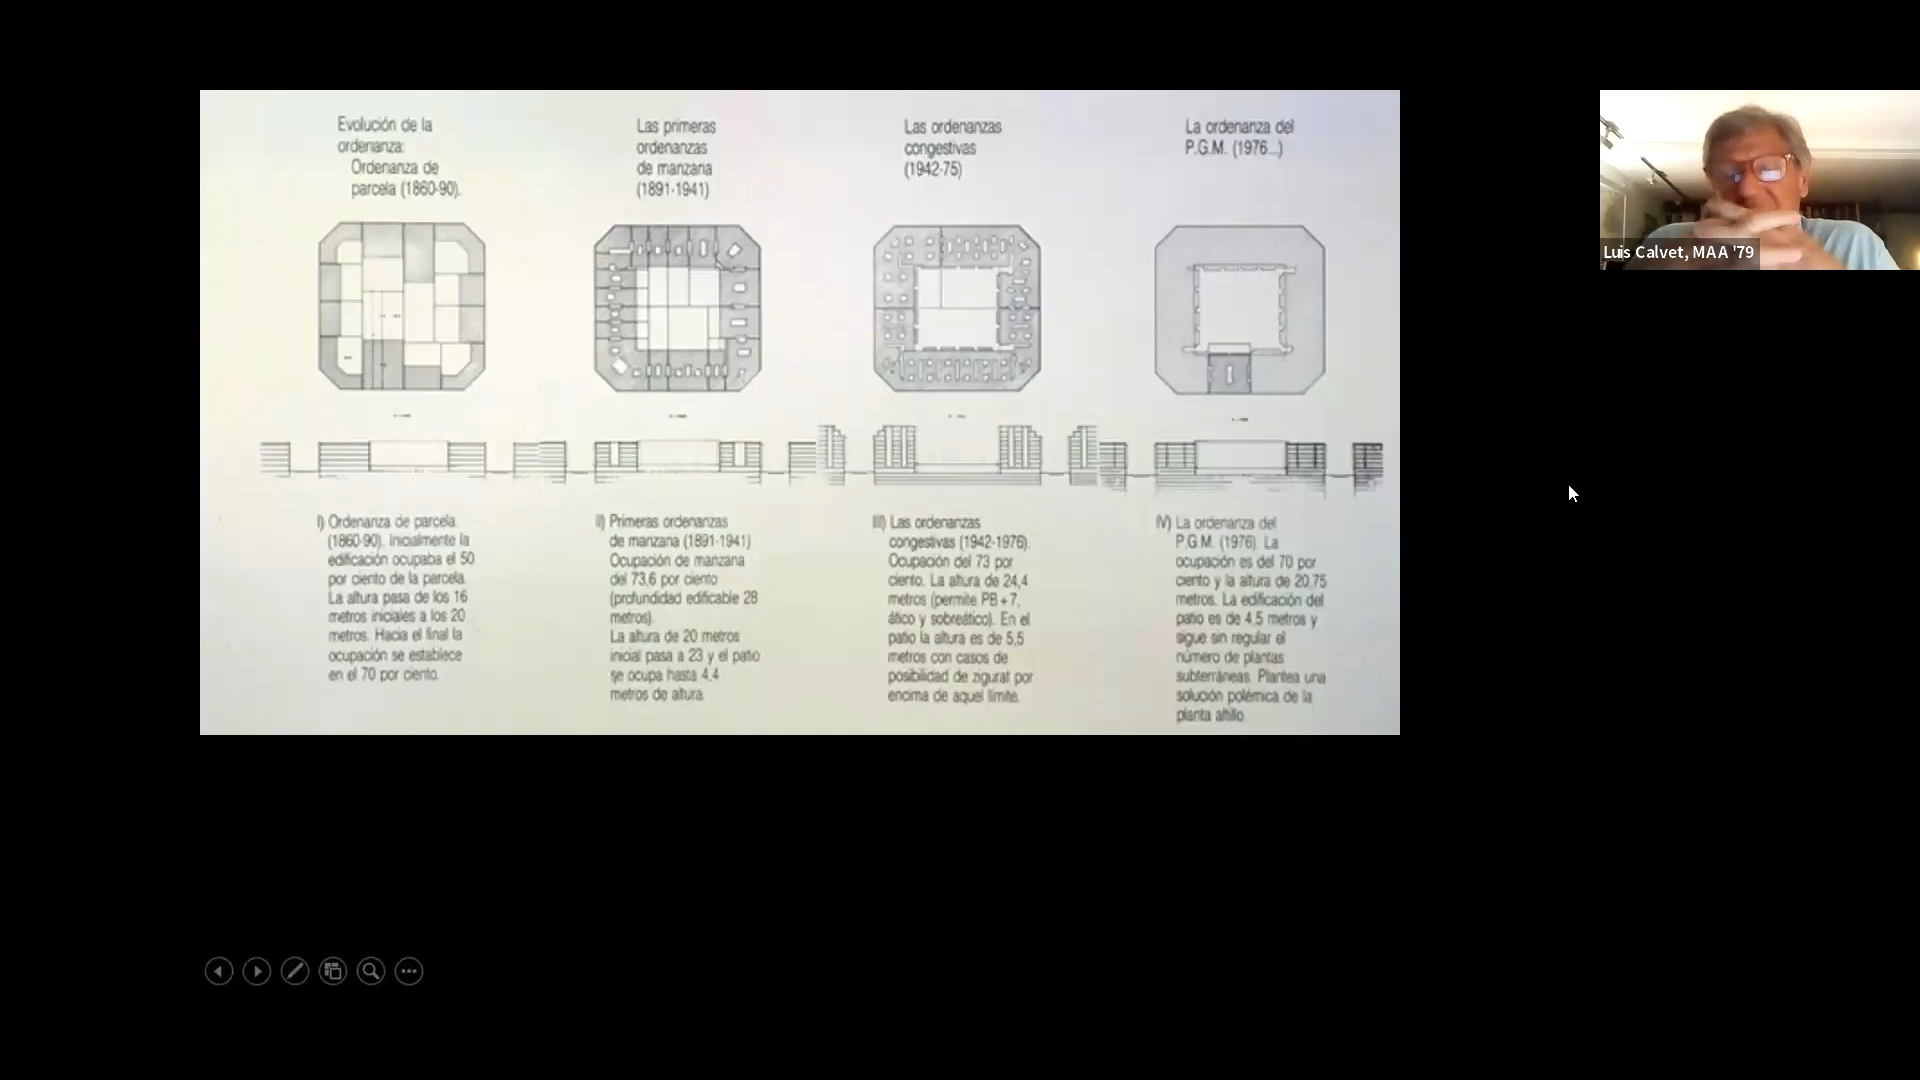 Evolución de la
ordenanza:
Ordenanza de
parcela (1860-90).
Las primeras
ordenanzas
de manzana
(1891-1941)
Las ordenanzas
congestivas
(1942-75)
La ordenanza del
P.G.M. (1976...)
I) Ordenanza de parcela.
(1860-90). Inicialmente la
edificación ocupaba el 50
por ciento de la parcela.
La altura pasa de los 16
metros iniciales a los 20
metros. Hacia el final la
ocupación se establece
en el 70 por ciento.
II) Primeras ordenanzas
de manzana (1891-1941)
Ocupación de manzana
del 73,6 por ciento
(profundidad edificable 28
metros).
La altura de 20 metros
inicial pasa a 23 y el patio
se ocupa hasta 4,4
metros de altura.
III) Las ordenanzas
congestivas (1942-1976).
Ocupación del 73 por
ciento. La altura de 24,4
metros (permite PB+7,
ático y sobreático). En el
patio la altura es de 5,5
metros con casos de
posibilidad de zigurat por
encima de aquel límite.
IV) La ordenanza del
P.G.M. (1976). La
ocupación es del 70 por
ciento y la altura de 20,75
metros. La edificación del
patio es de 4,5 metros y
sigue sin regular el
número de plantas
subterráneas. Plantea una
solución polémica de la
planta altillo.
Luis Calvet, MAA '79